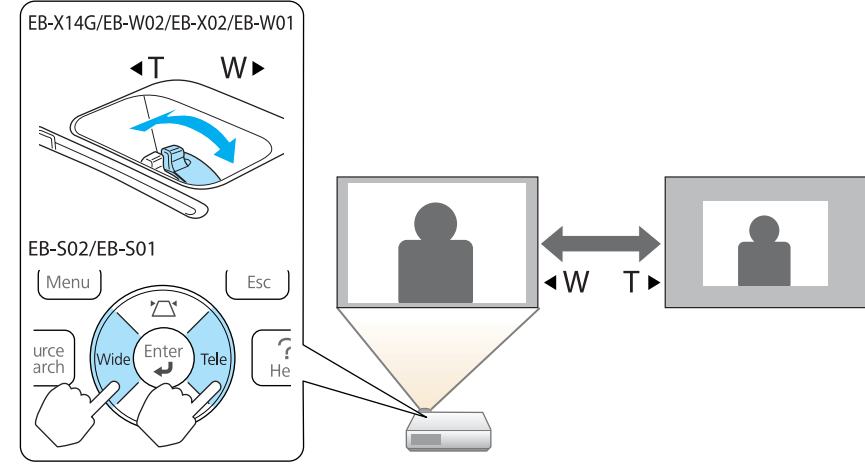 EB-X14G/EB-W02/EB-X02/EB-W01
◀T W▶
EB-S02/EB-S01
Menu
Esc
urce
arch
Wide
Enter
Tele
?
He
◀W T▶